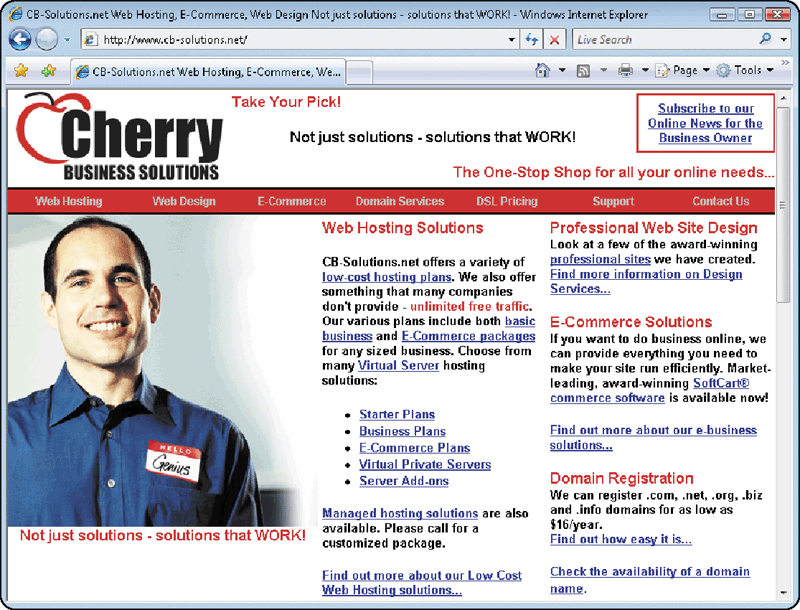 CB-Solutions.net Web Hosting, E-Commerce, Web Design Not just solutions - solutions that WORK! - Windows Internet Explorer
http://www.cb-solutions.net/
Live Search
CB-Solutions.net Web Hosting, E-Commerce, We...
Page
Tools
Cherry
BUSINESS SOLUTIONS
Take Your Pick!
Not just solutions - solutions that WORK!
Subscribe to our
Online News for the
Business Owner
The One-Stop Shop for all your online needs...
Web Hosting Web Design E-Commerce Domain Services DSL Pricing Support Contact Us
HELLO
Genius
Not just solutions - solutions that WORK!
Web Hosting Solutions
CB-Solutions.net offers a variety of
low-cost hosting plans. We also offer
something that many companies
don't provide - unlimited free traffic.
Our various plans include both basic
business and E-Commerce packages
for any sized business. Choose from
many Virtual Server hosting
solutions:
Starter Plans
Business Plans
E-Commerce Plans
Virtual Private Servers
Server Add-ons
Managed hosting solutions are also
available. Please call for a
customized package.
Find out more about our Low Cost
Web Hosting solutions...
Professional Web Site Design
Look at a few of the award-winning
professional sites we have created.
Find more information on Design
Services...
E-Commerce Solutions
If you want to do business online, we
can provide everything you need to
make your site run efficiently. Market-
leading, award-winning SoftCart®
commerce software is available now!
Find out more about our e-business
solutions...
Domain Registration
We can register .com, .net, .org, .biz
and .info domains for as low as
$16/year.
Find out how easy it is...
Check the availability of a domain
name.